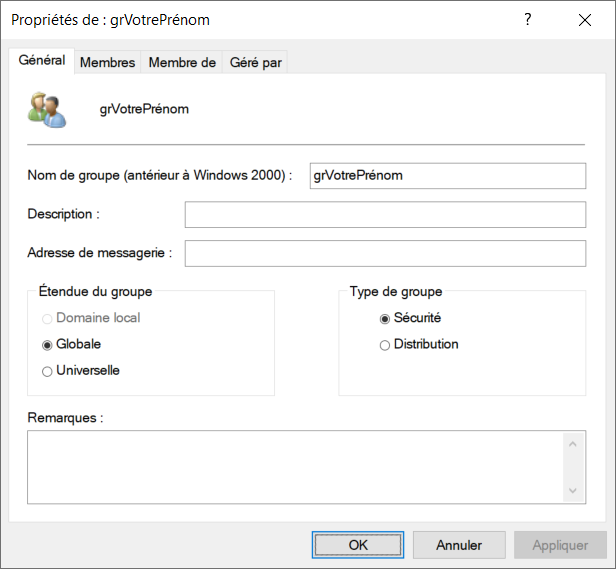 Propriétés de : grVotrePrénom ?
Général Membres Membre de Géré par
grVotrePrénom
Nom de groupe (antérieur à Windows 2000) : grVotrePrénom
Description :
Adresse de messagerie :
Étendue du groupe
Domaine local
Globale
Universelle
Type de groupe
Sécurité
Distribution
Remarques :
OK Annuler Appliquer